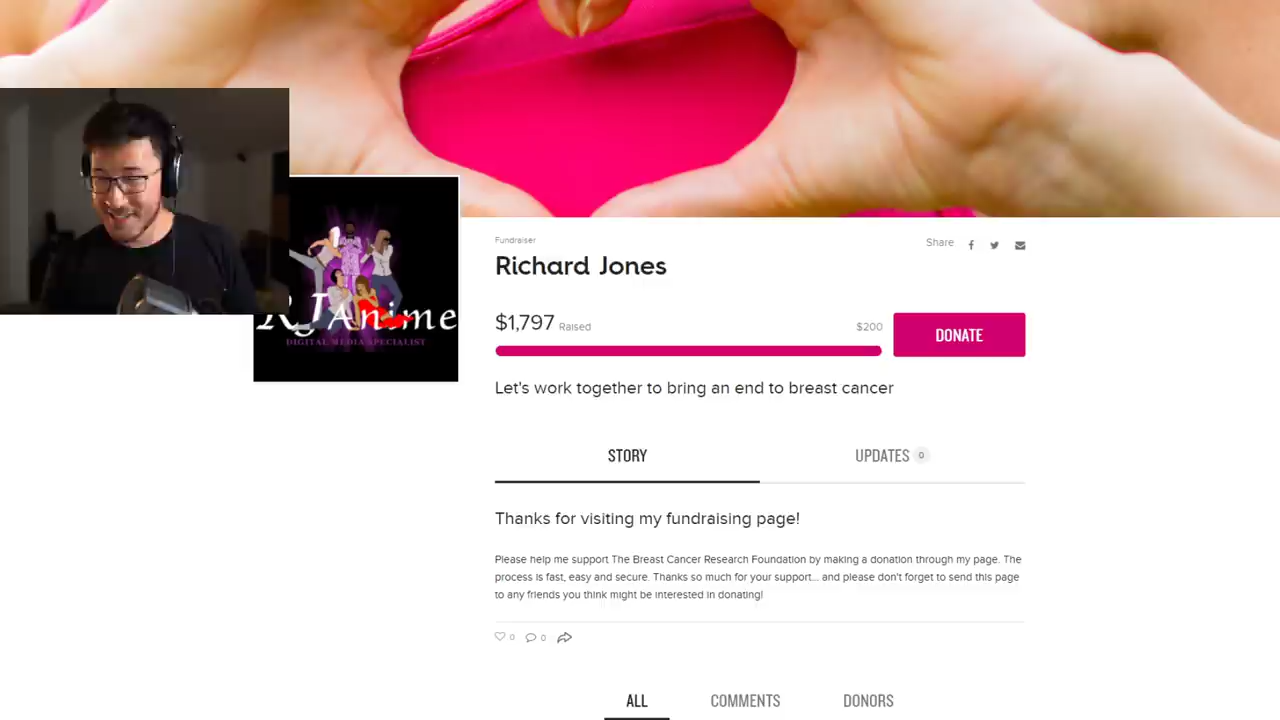 Fundraiser
Share
Richard Jones
$1,797 Raised
$200
DONATE
RJAnime
DIGITAL MEDIA SPECIALIST
Let's work together to bring an end to breast cancer
STORY
UPDATES 0
Thanks for visiting my fundraising page!
Please help me support The Breast Cancer Research Foundation by making a donation through my page. The
process is fast, easy and secure. Thanks so much for your support... and please don't forget to send this page
to any friends you think might be interested in donating!
0 0
ALL COMMENTS DONORS